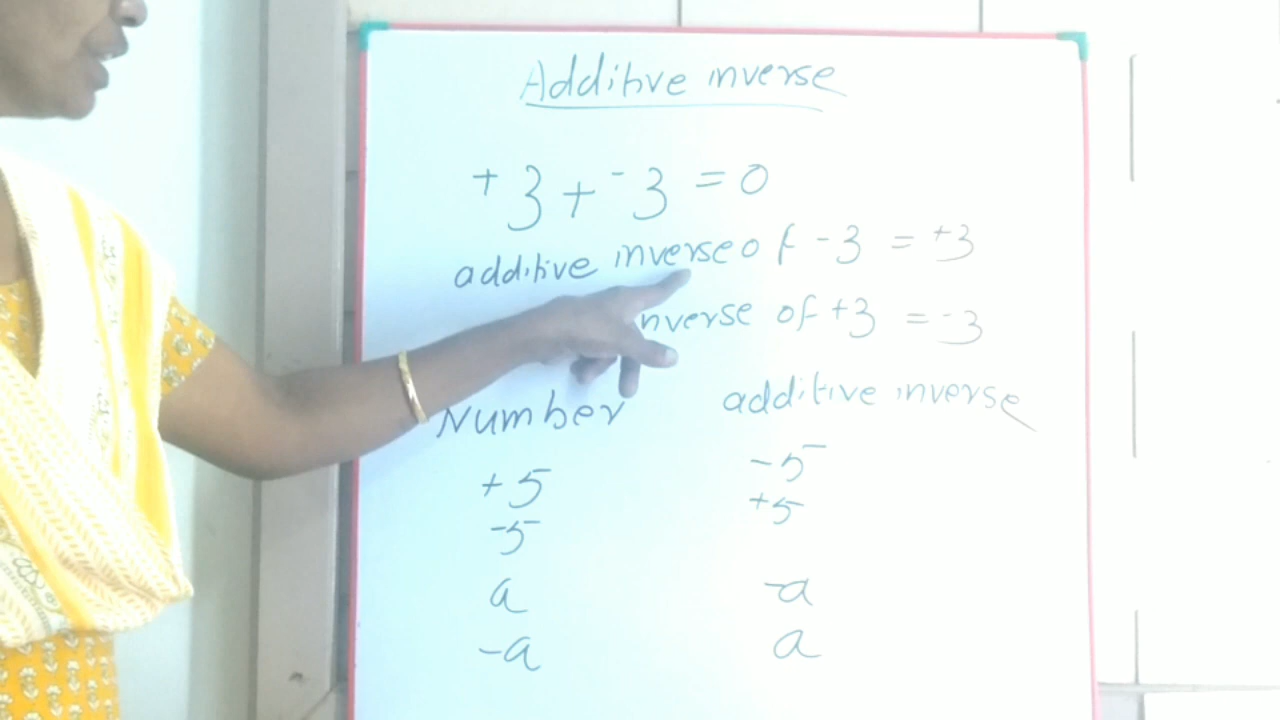 Additive inverse
+3 + -3 = 0
additive inverse of -3 = +3
nverse of +3 = -3
Number additive inverse
+5 -5
-5 +5
a -a
-a a